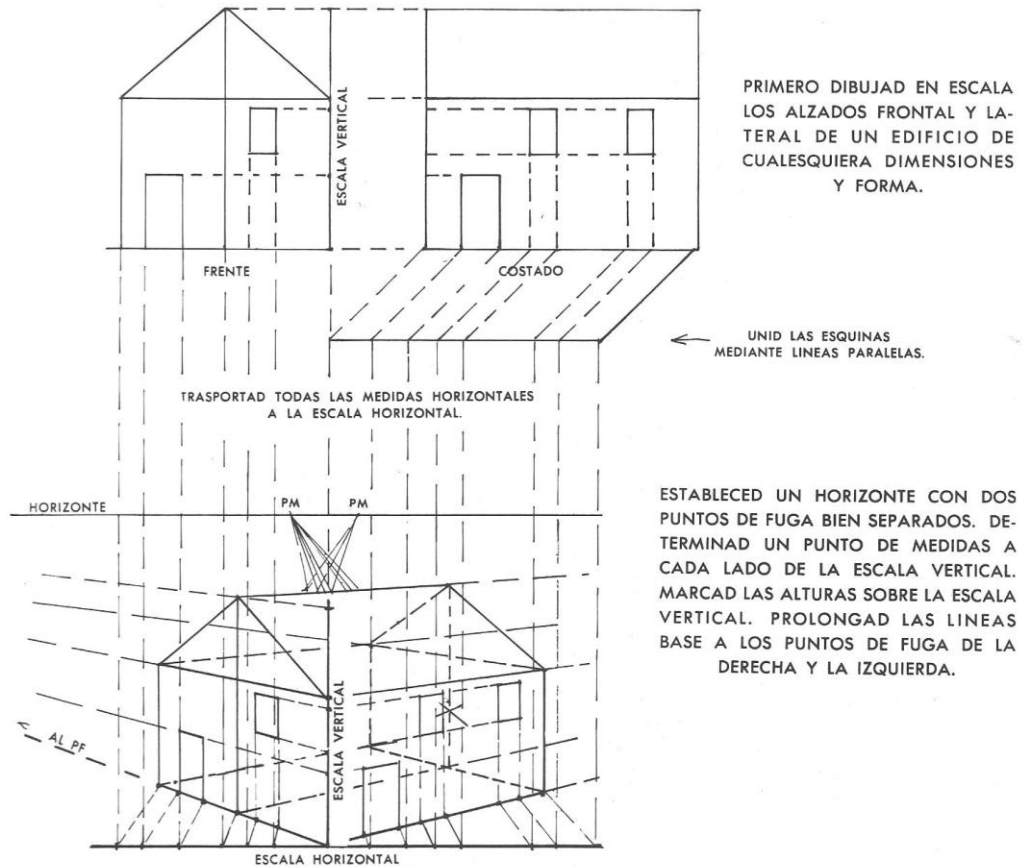 PRIMERO DIBUJAD EN ESCALA
LOS ALZADOS FRONTAL Y LA-
TERAL DE UN EDIFICIO DE
CUALESQUIERA DIMENSIONES
Y FORMA.
ESCALA VERTICAL
FRENTE
COSTADO
UNID LAS ESQUINAS
MEDIANTE LINEAS PARALELAS.
TRASPORTAD TODAS LAS MEDIDAS HORIZONTALES
A LA ESCALA HORIZONTAL.
HORIZONTE
PM
PM
ESTABLECED UN HORIZONTE CON DOS
PUNTOS DE FUGA BIEN SEPARADOS. DE-
TERMINAD UN PUNTO DE MEDIDAS A
CADA LADO DE LA ESCALA VERTICAL.
MARCAD LAS ALTURAS SOBRE LA ESCALA
VERTICAL. PROLONGAD LAS LINEAS
BASE A LOS PUNTOS DE FUGA DE LA
DERECHA Y LA IZQUIERDA.
AL PF
ESCALA VERTICAL
ESCALA HORIZONTAL